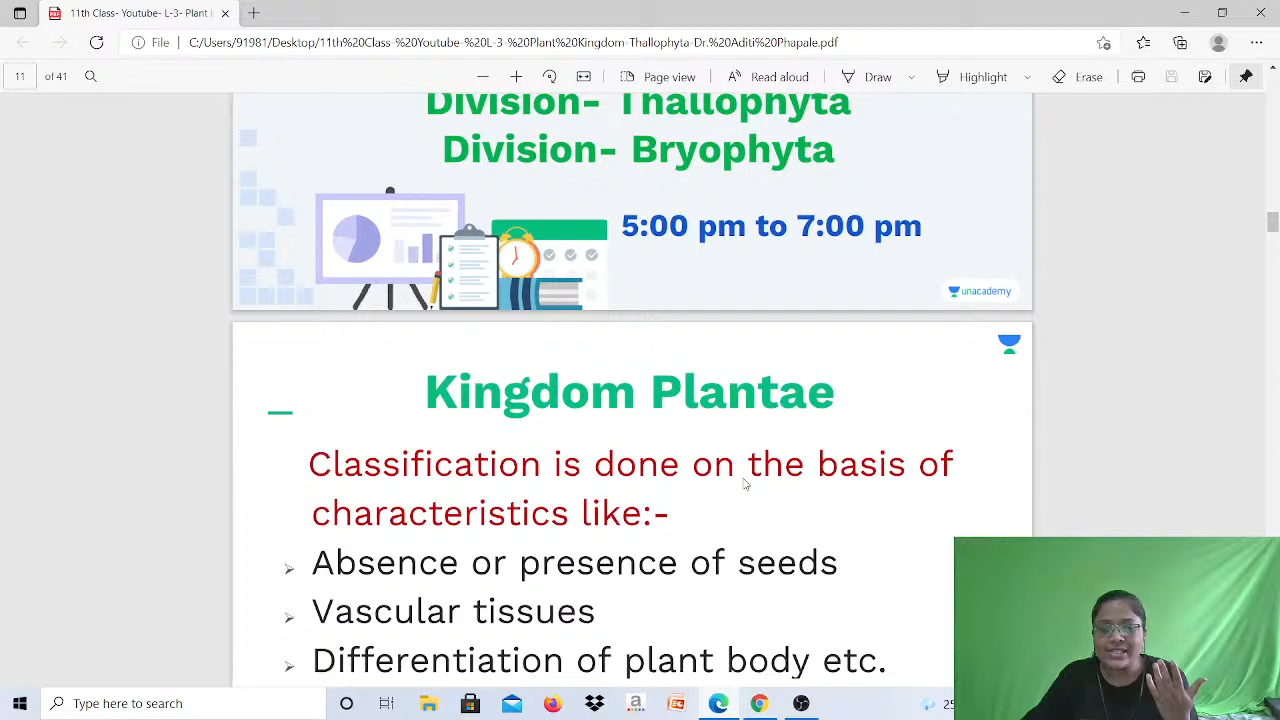 11th Class- Youtube- L-3- Plant
File
C:/Users/91981/Desktop/11th%20Class-%20Youtube-%20L-3-%20Plant%20Kingdom-Thallophyta-Dr.%20Aditi%20Phapale.pdf
11 of 41
Page view
Read aloud
Draw
Highlight
Erase
Division- Thallophyta
Division- Bryophyta
5:00 pm to 7:00 pm
unacademy
Kingdom Plantae
Classification is done on the basis of
characteristics like:-
Absence or presence of seeds
Vascular tissues
Differentiation of plant body etc.
Type here to search